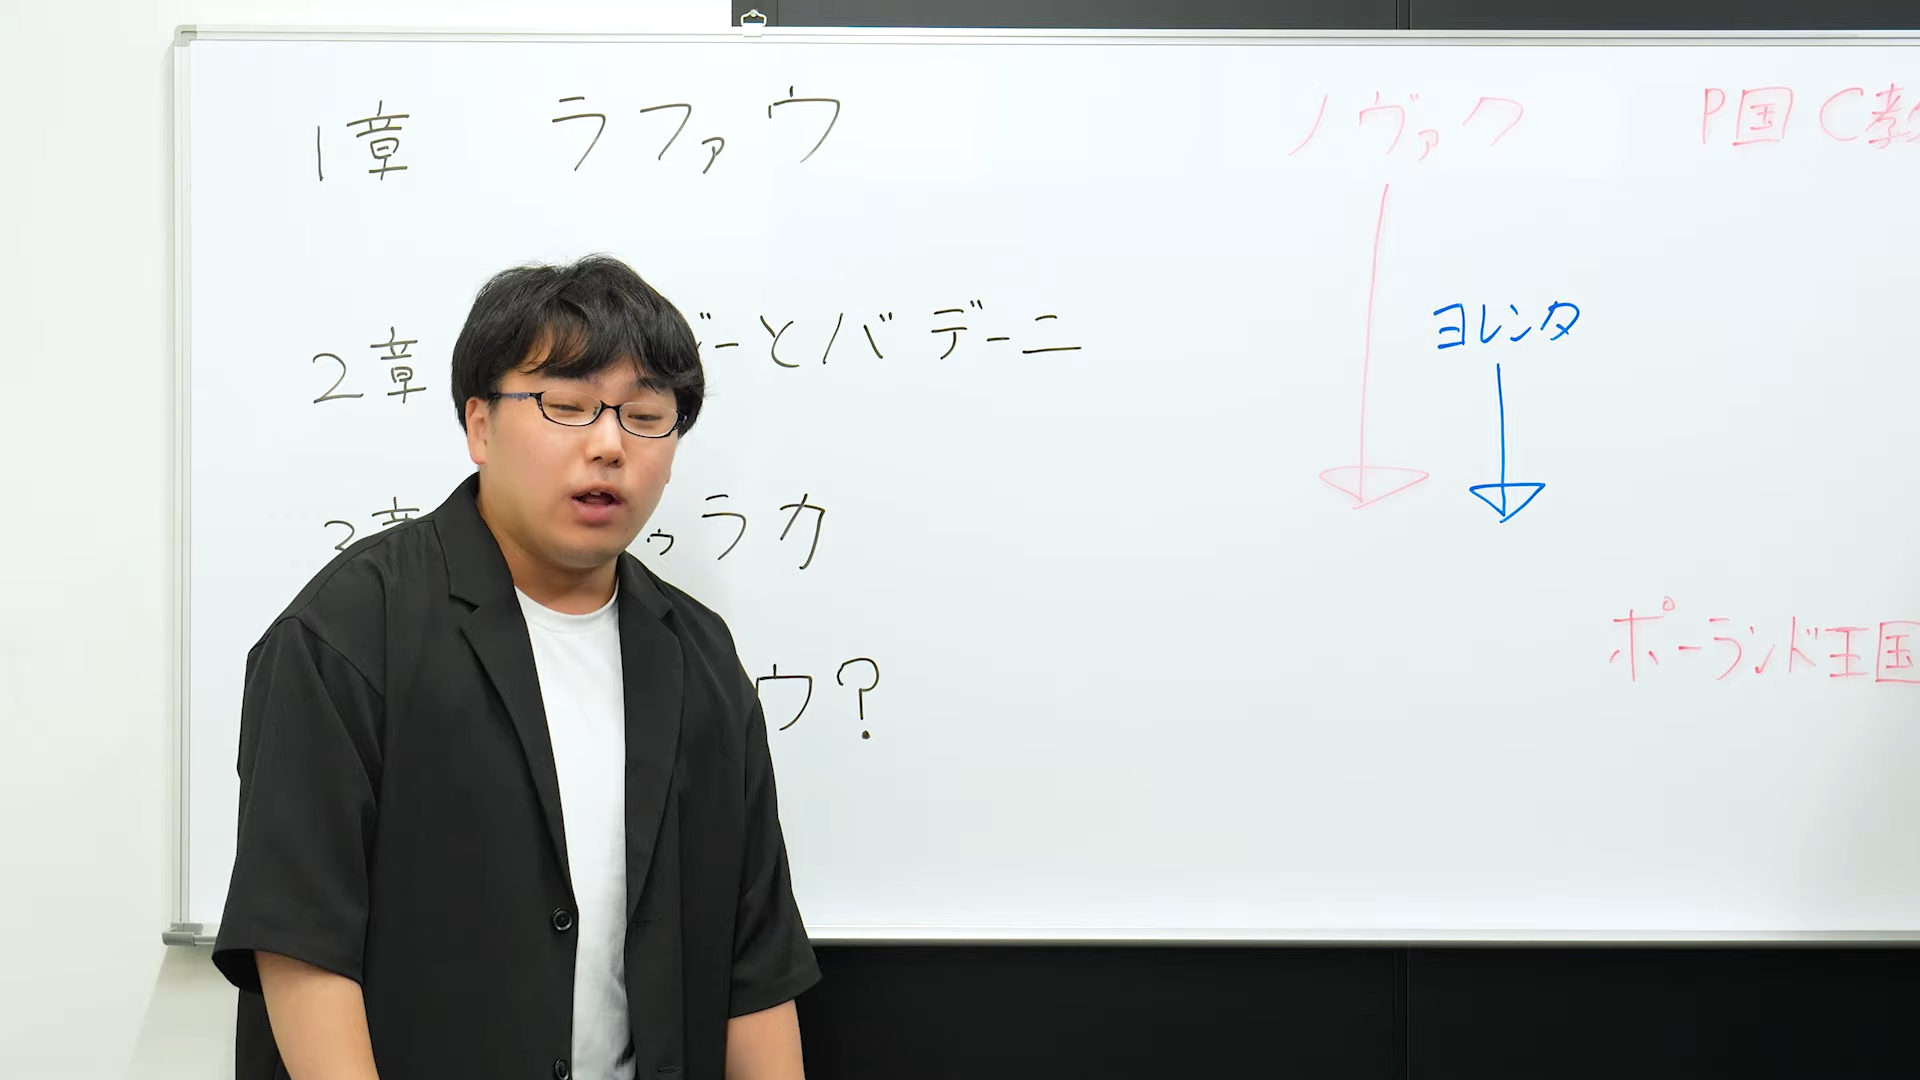 1章 ラファウ
2章 ーとバデーニ
3章 ゥラカ
ウ?
ノヴァク
ヨレンタ
P国 C教
ポーランド王国